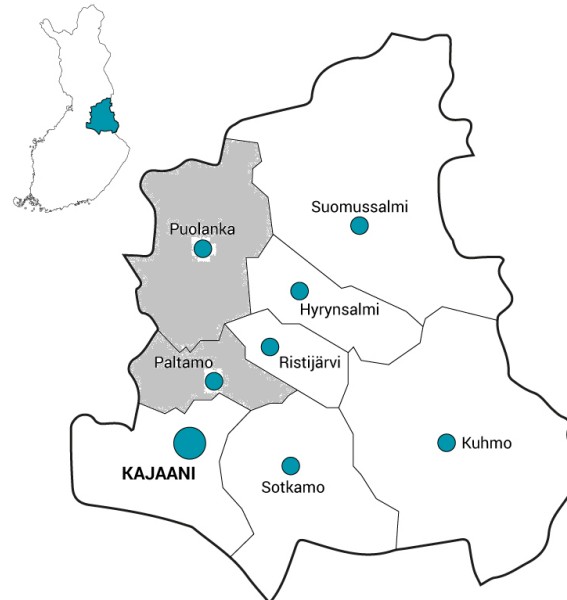 Suomussalmi
Puolanka
Hyrynsalmi
Ristijärvi
Paltamo
Kuhmo
KAJAANI
Sotkamo